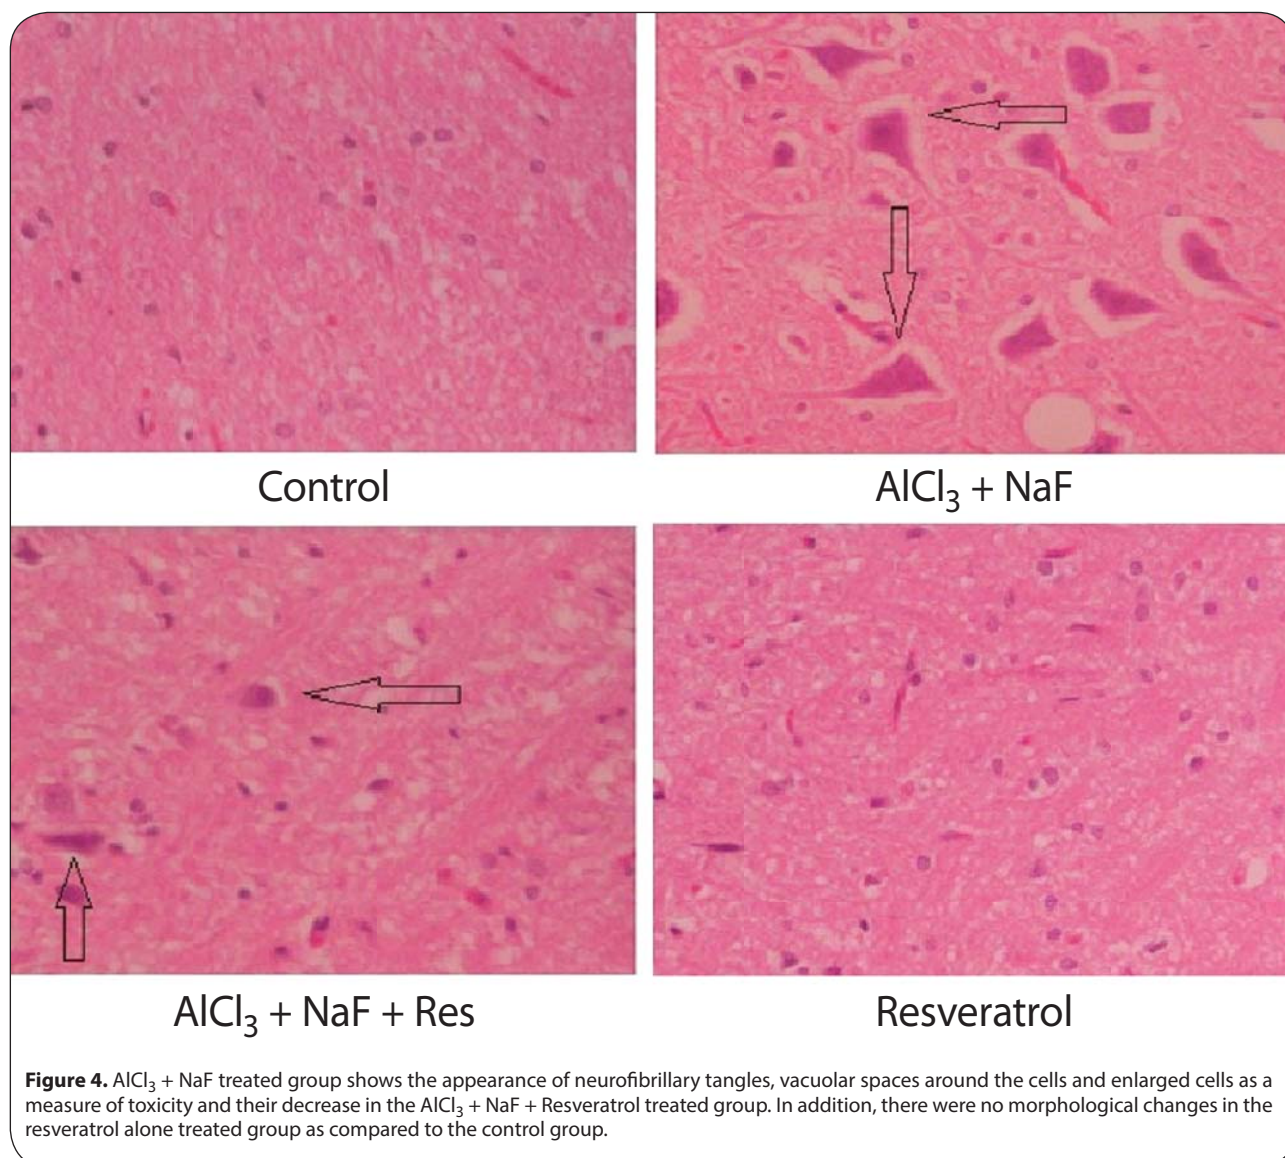 Control
AlCl₃ + NaF
AlCl₃ + NaF + Res
Resveratrol
Figure 4. AlCl₃ + NaF treated group shows the appearance of neurofibrillary tangles, vacuolar spaces around the cells and enlarged cells as a
measure of toxicity and their decrease in the AlCl₃ + NaF + Resveratrol treated group. In addition, there were no morphological changes in the
resveratrol alone treated group as compared to the control group.